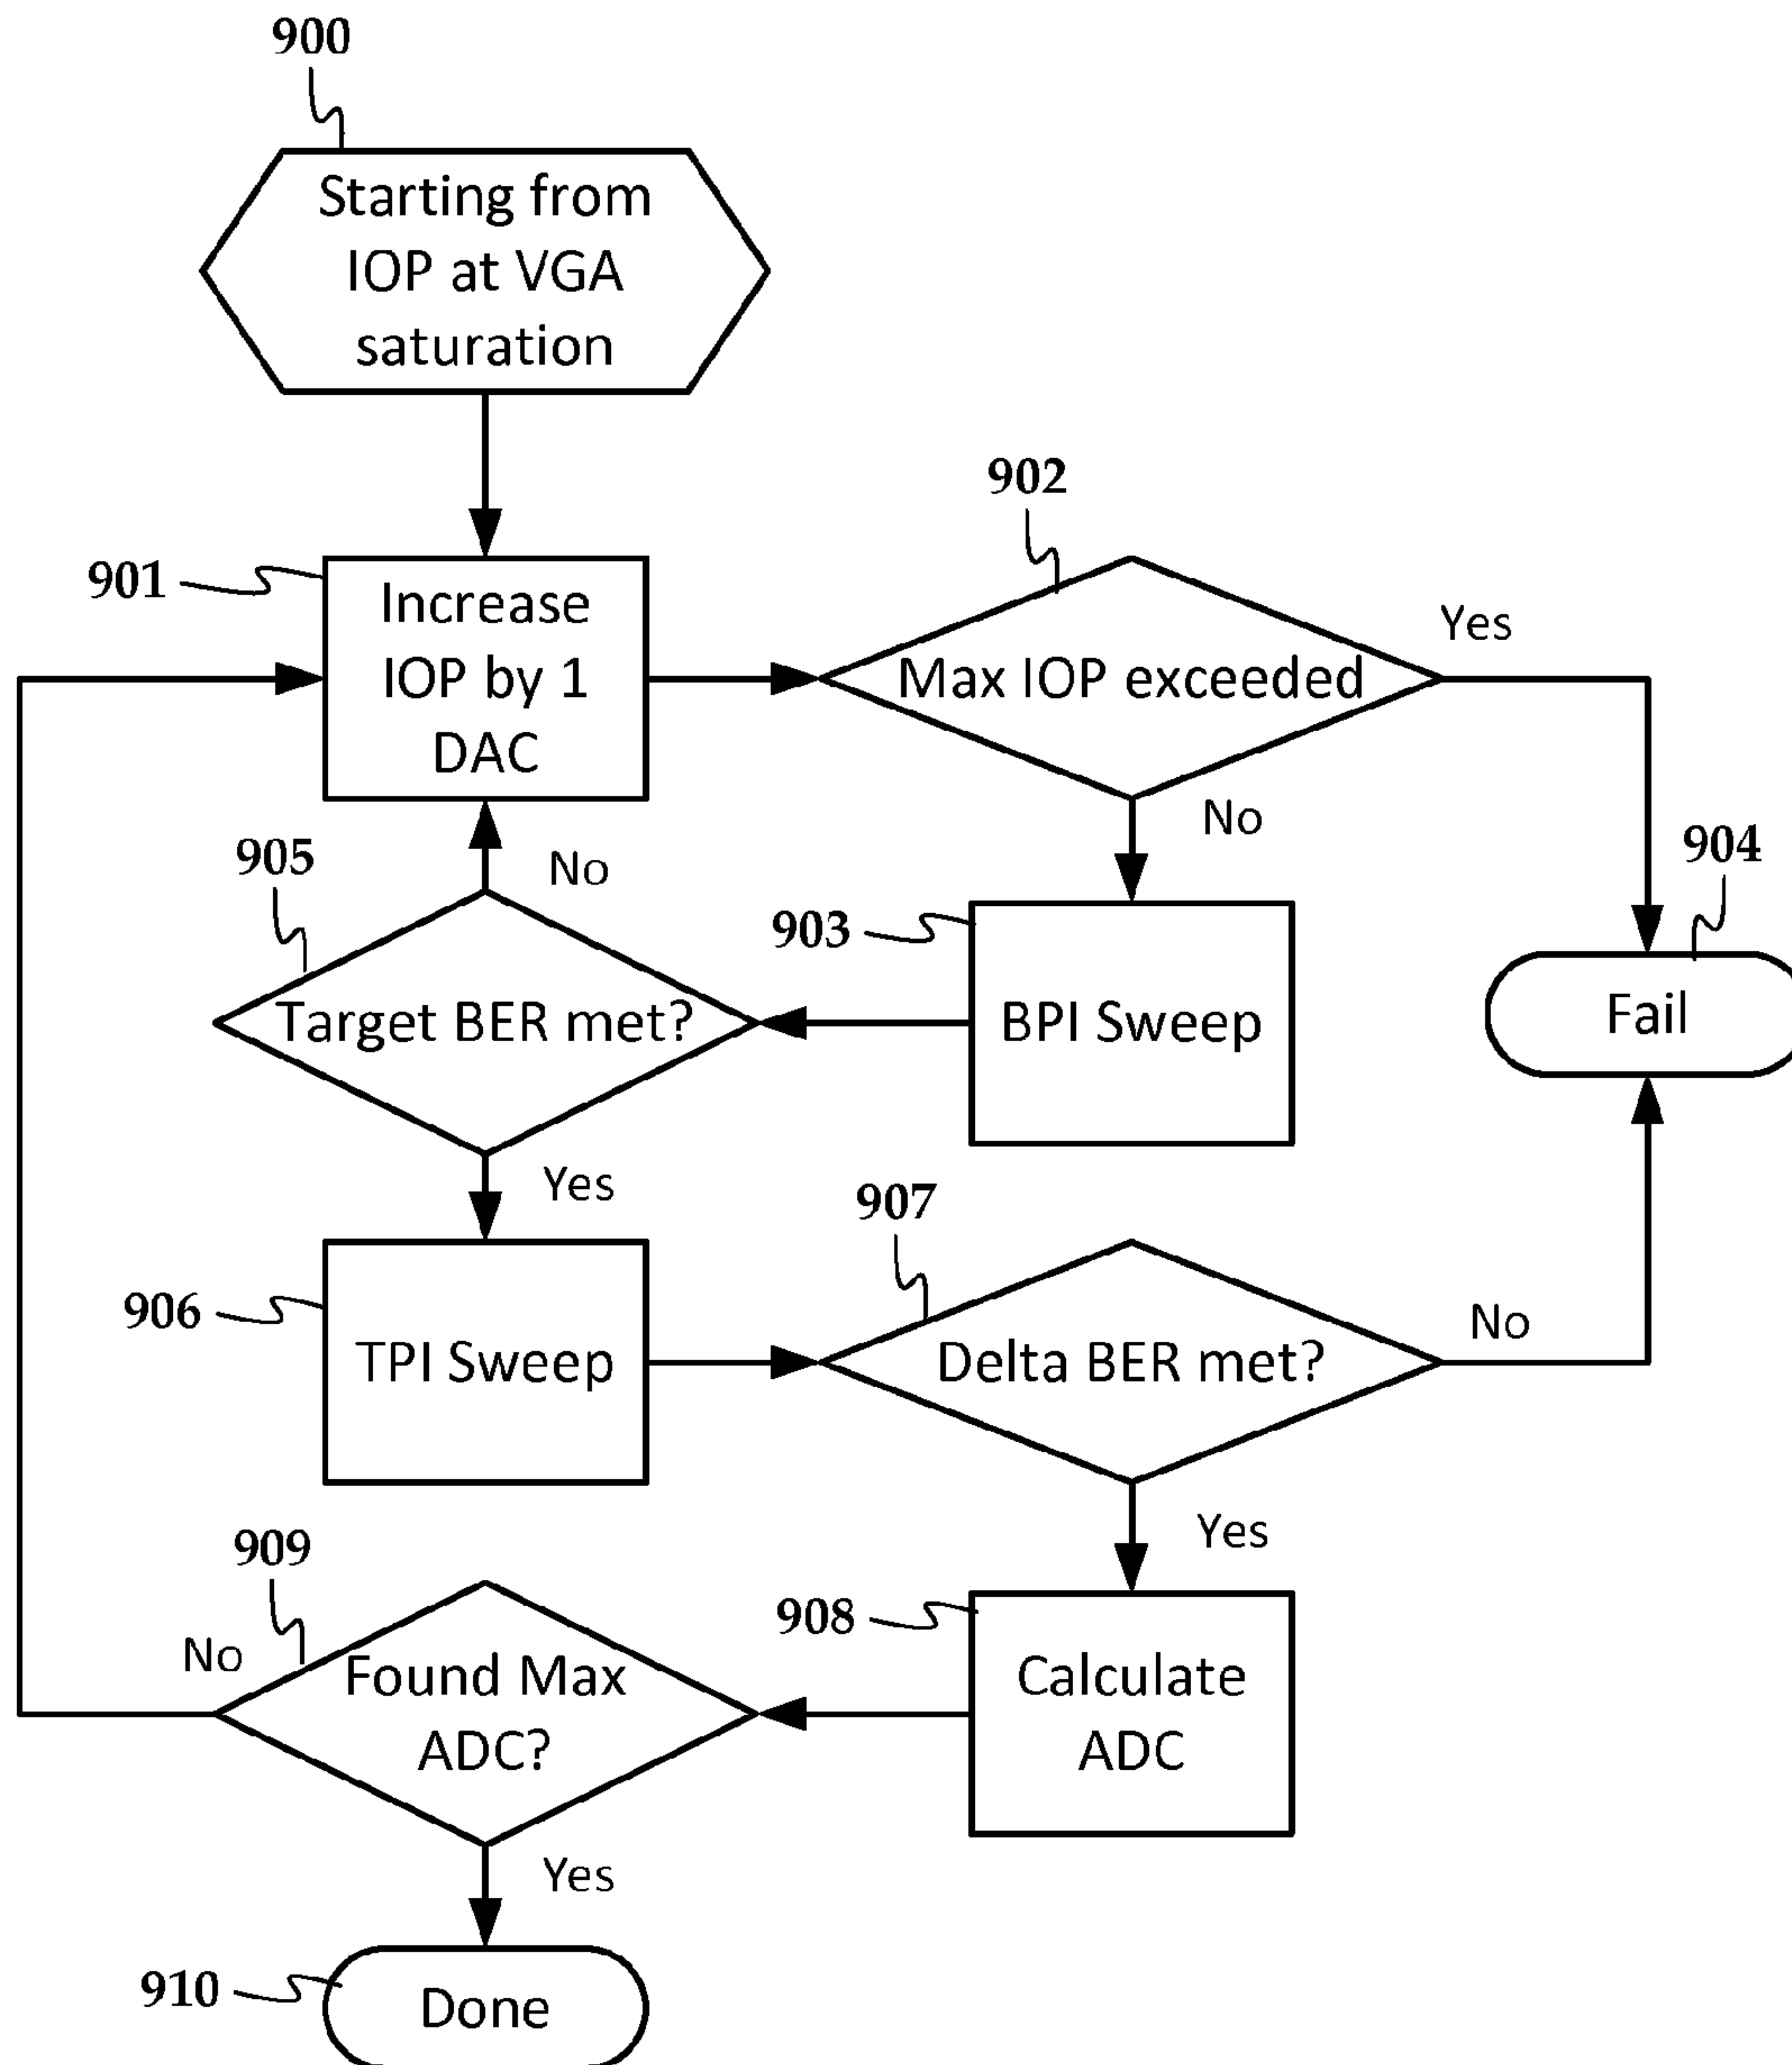 900
Starting from
IOP at VGA
saturation
901
Increase
IOP by 1
DAC
902
Max IOP exceeded
Yes
No
903
BPI Sweep
904
Fail
905
Target BER met?
No
Yes
906
TPI Sweep
907
Delta BER met?
No
Yes
908
Calculate
ADC
909
Found Max
ADC?
No
Yes
910
Done